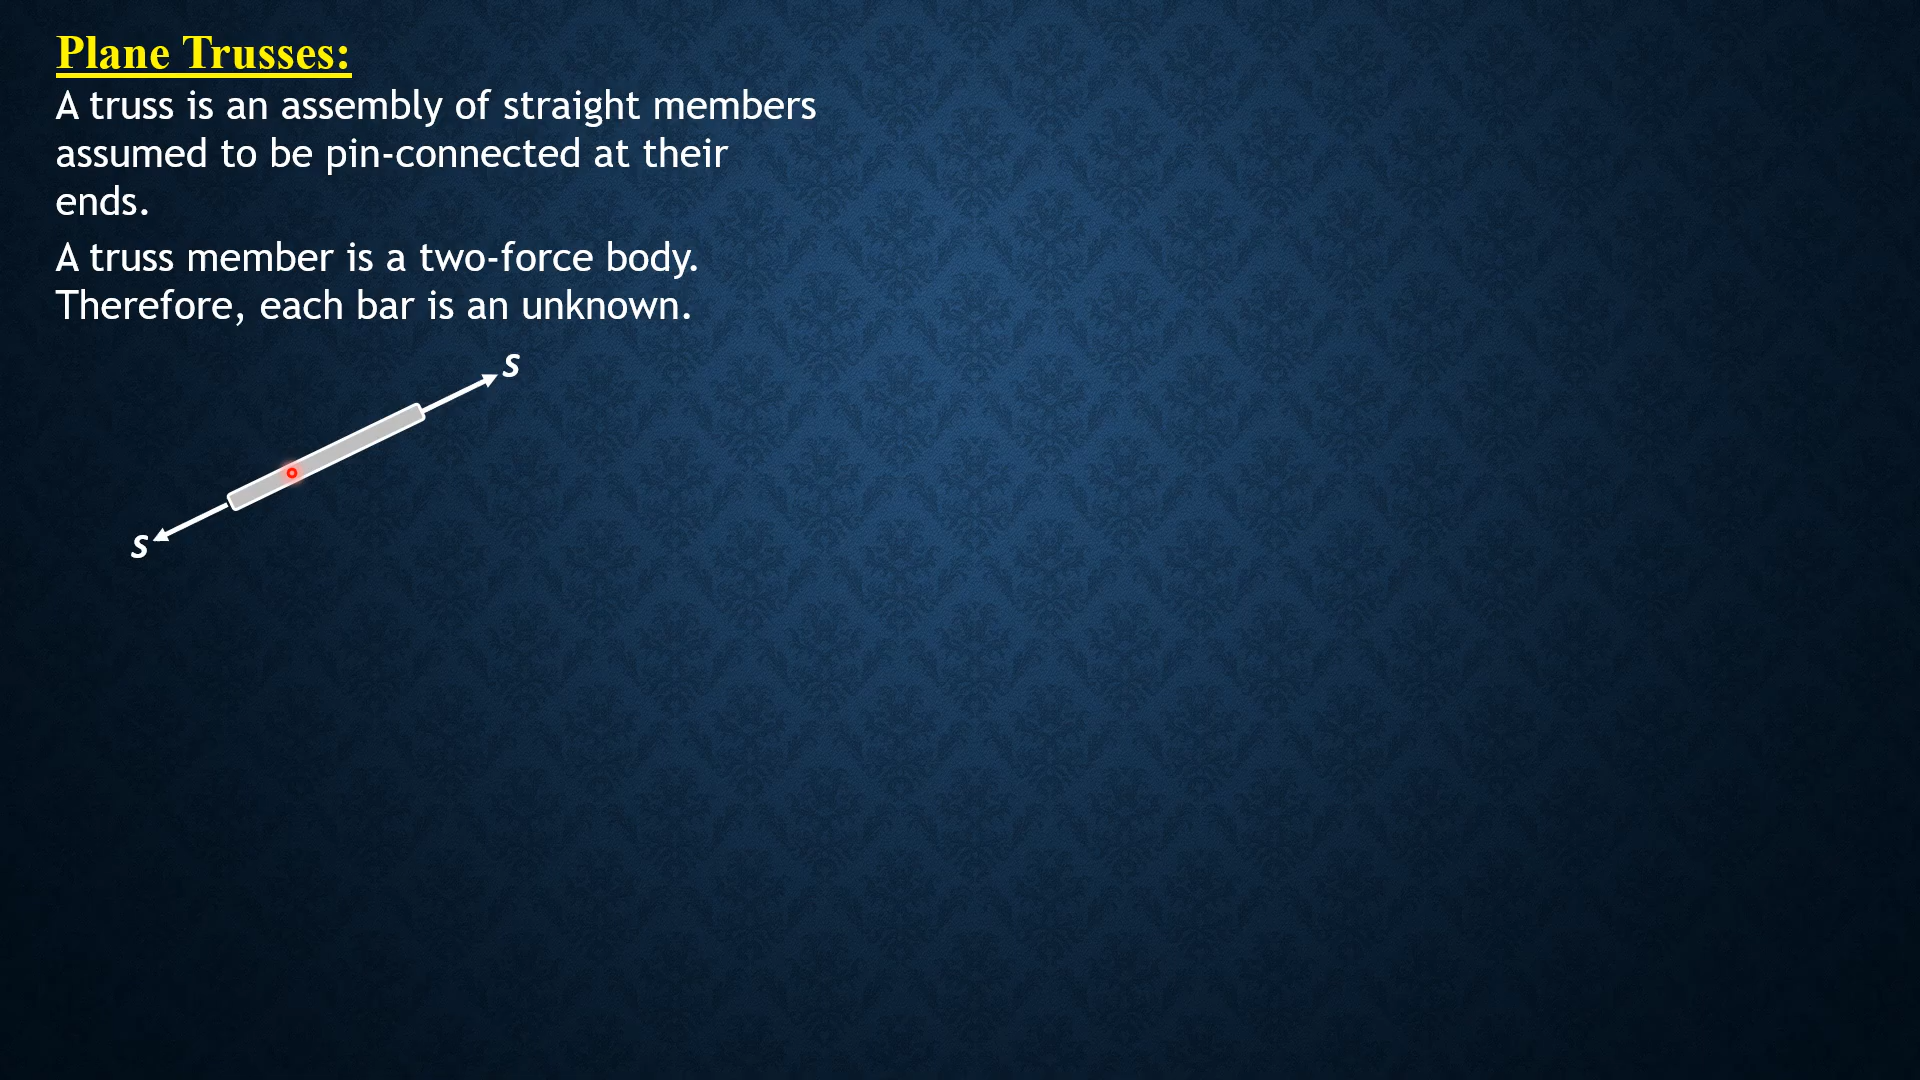 Plane Trusses:
A truss is an assembly of straight members
assumed to be pin-connected at their
ends.
A truss member is a two-force body.
Therefore, each bar is an unknown.
S
S